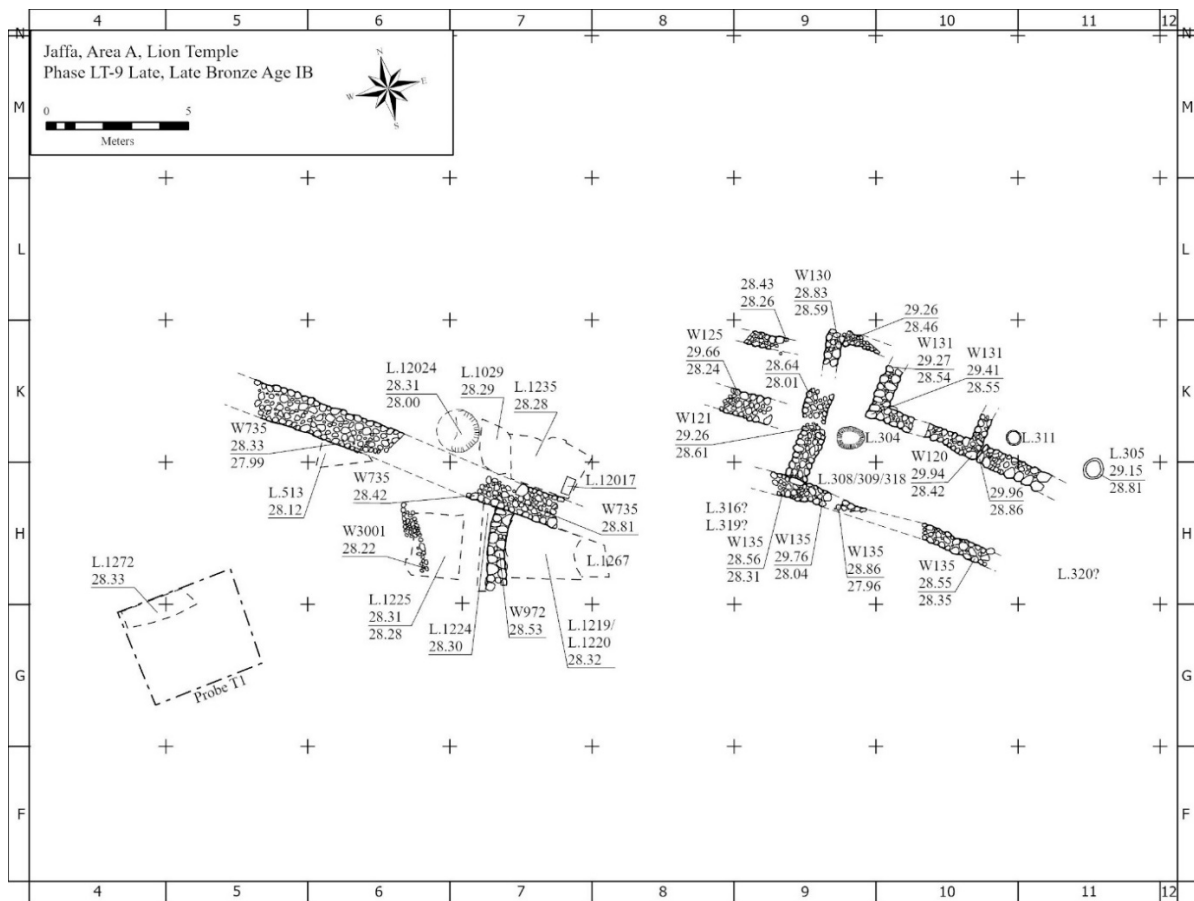 4 5 6 7 8 9 10 11 12
N N
Jaffa, Area A, Lion Temple
Phase LT-9 Late, Late Bronze Age IB
N
E
W
S
0 5
Meters
M M
L L
28.43
28.26
W130
28.83
28.59
29.26
28.46
W125
29.66
28.24
28.64
28.01
W131
29.27
28.54
W131
29.41
28.55
K K
L.12024
28.31
28.00
L.1029
28.29
L.1235
28.28
W121
29.26
28.61
L.304
L.311
W735
28.33
27.99
W120
29.94
28.42
L.305
29.15
28.81
L.513
28.12
W735
28.42
L.12017
L.308/309/318
29.96
28.86
W735
28.81
L.316?
L.319?
H H
W3001
28.22
W135
28.56
28.31
W135
29.76
28.04
W135
28.86
27.96
W135
28.55
28.35
L.1267
L.320?
L.1272
28.33
L.1225
28.31
28.28
L.1224
28.30
W972
28.53
L.1219/
L.1220
28.32
G G
Probe T1
F F
4 5 6 7 8 9 10 11 12